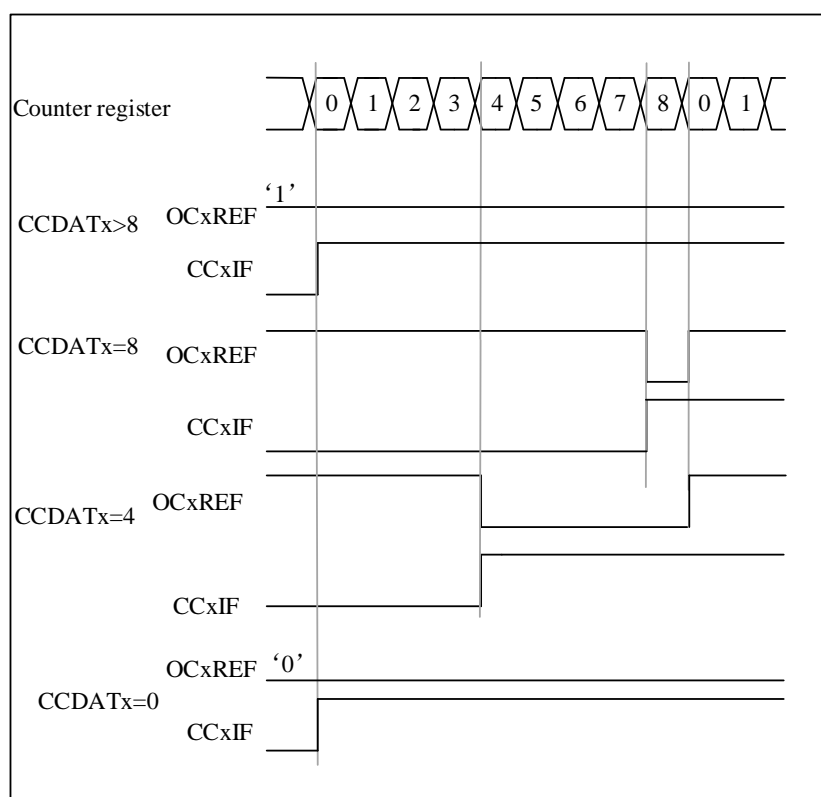 Counter register 0 1 2 3 4 5 6 7 8 0 1
‘1’
CCDATx>8 OCxREF
CCxIF
CCDATx=8 OCxREF
CCxIF
CCDATx=4 OCxREF
CCxIF
OCxREF ‘0’
CCDATx=0
CCxIF